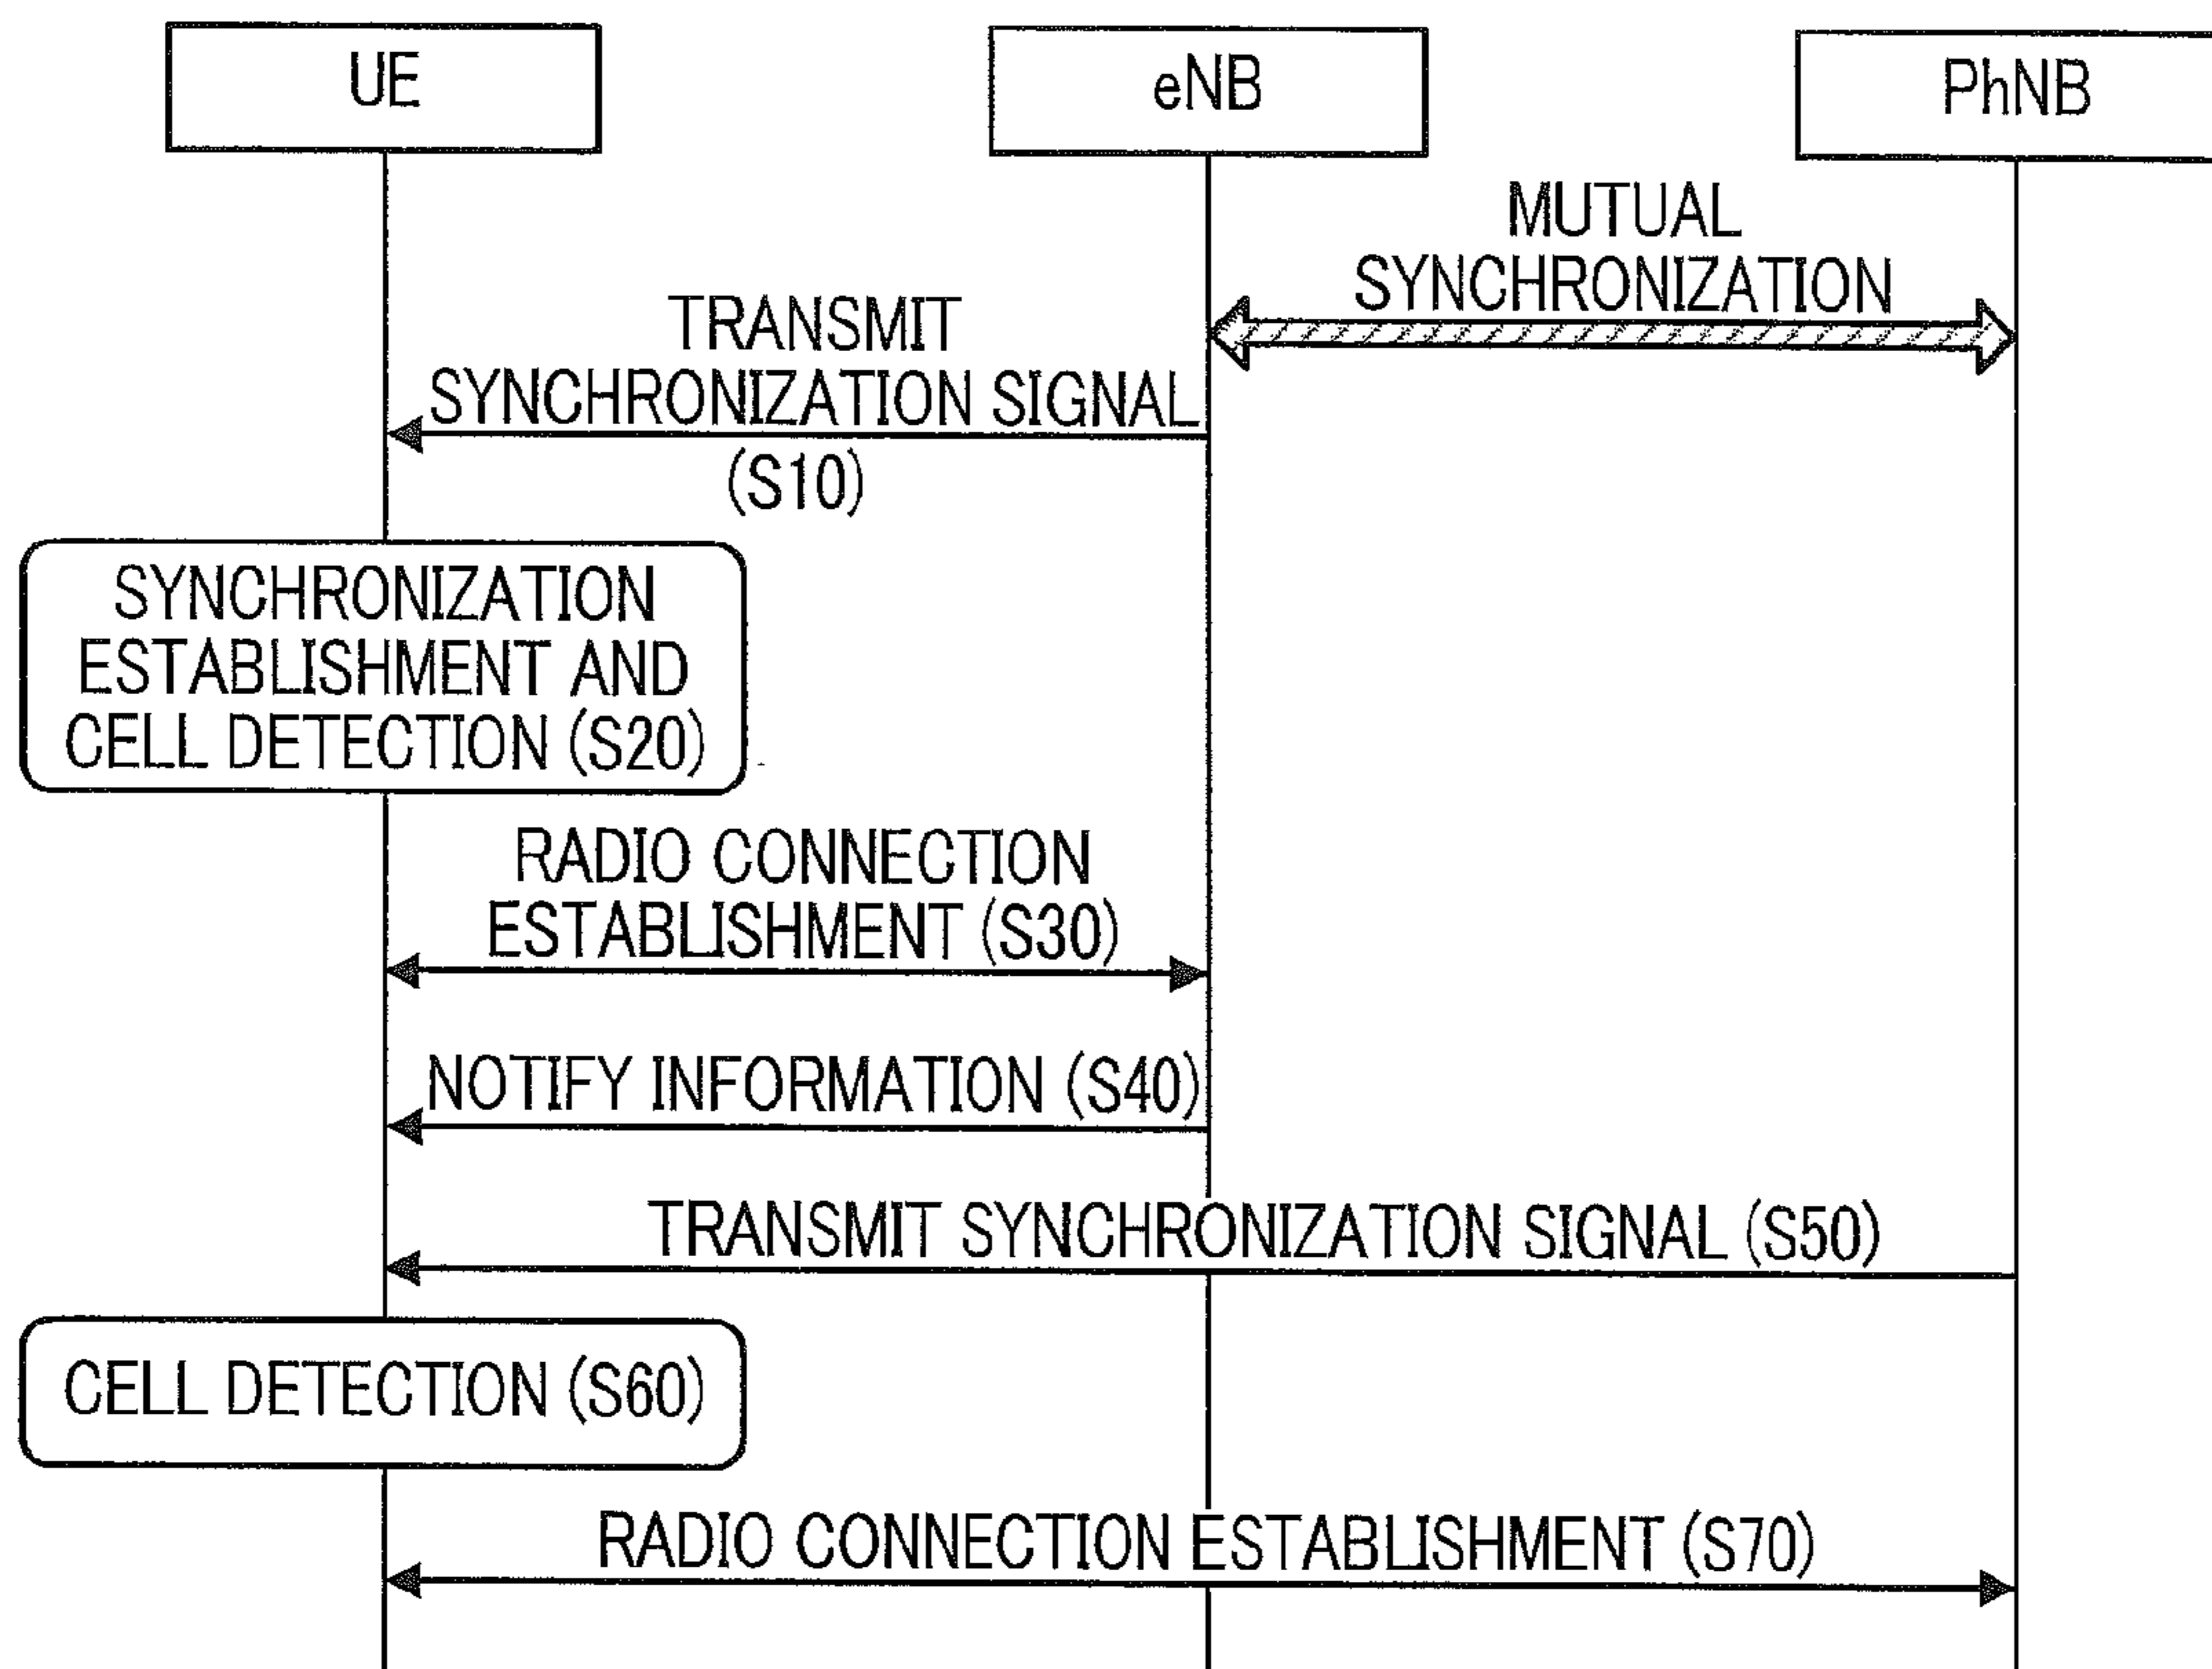 UE
eNB
PhNB
MUTUAL
SYNCHRONIZATION
TRANSMIT
SYNCHRONIZATION SIGNAL
(S10)
SYNCHRONIZATION
ESTABLISHMENT AND
CELL DETECTION (S20)
RADIO CONNECTION
ESTABLISHMENT (S30)
NOTIFY INFORMATION (S40)
TRANSMIT SYNCHRONIZATION SIGNAL (S50)
CELL DETECTION (S60)
RADIO CONNECTION ESTABLISHMENT (S70)